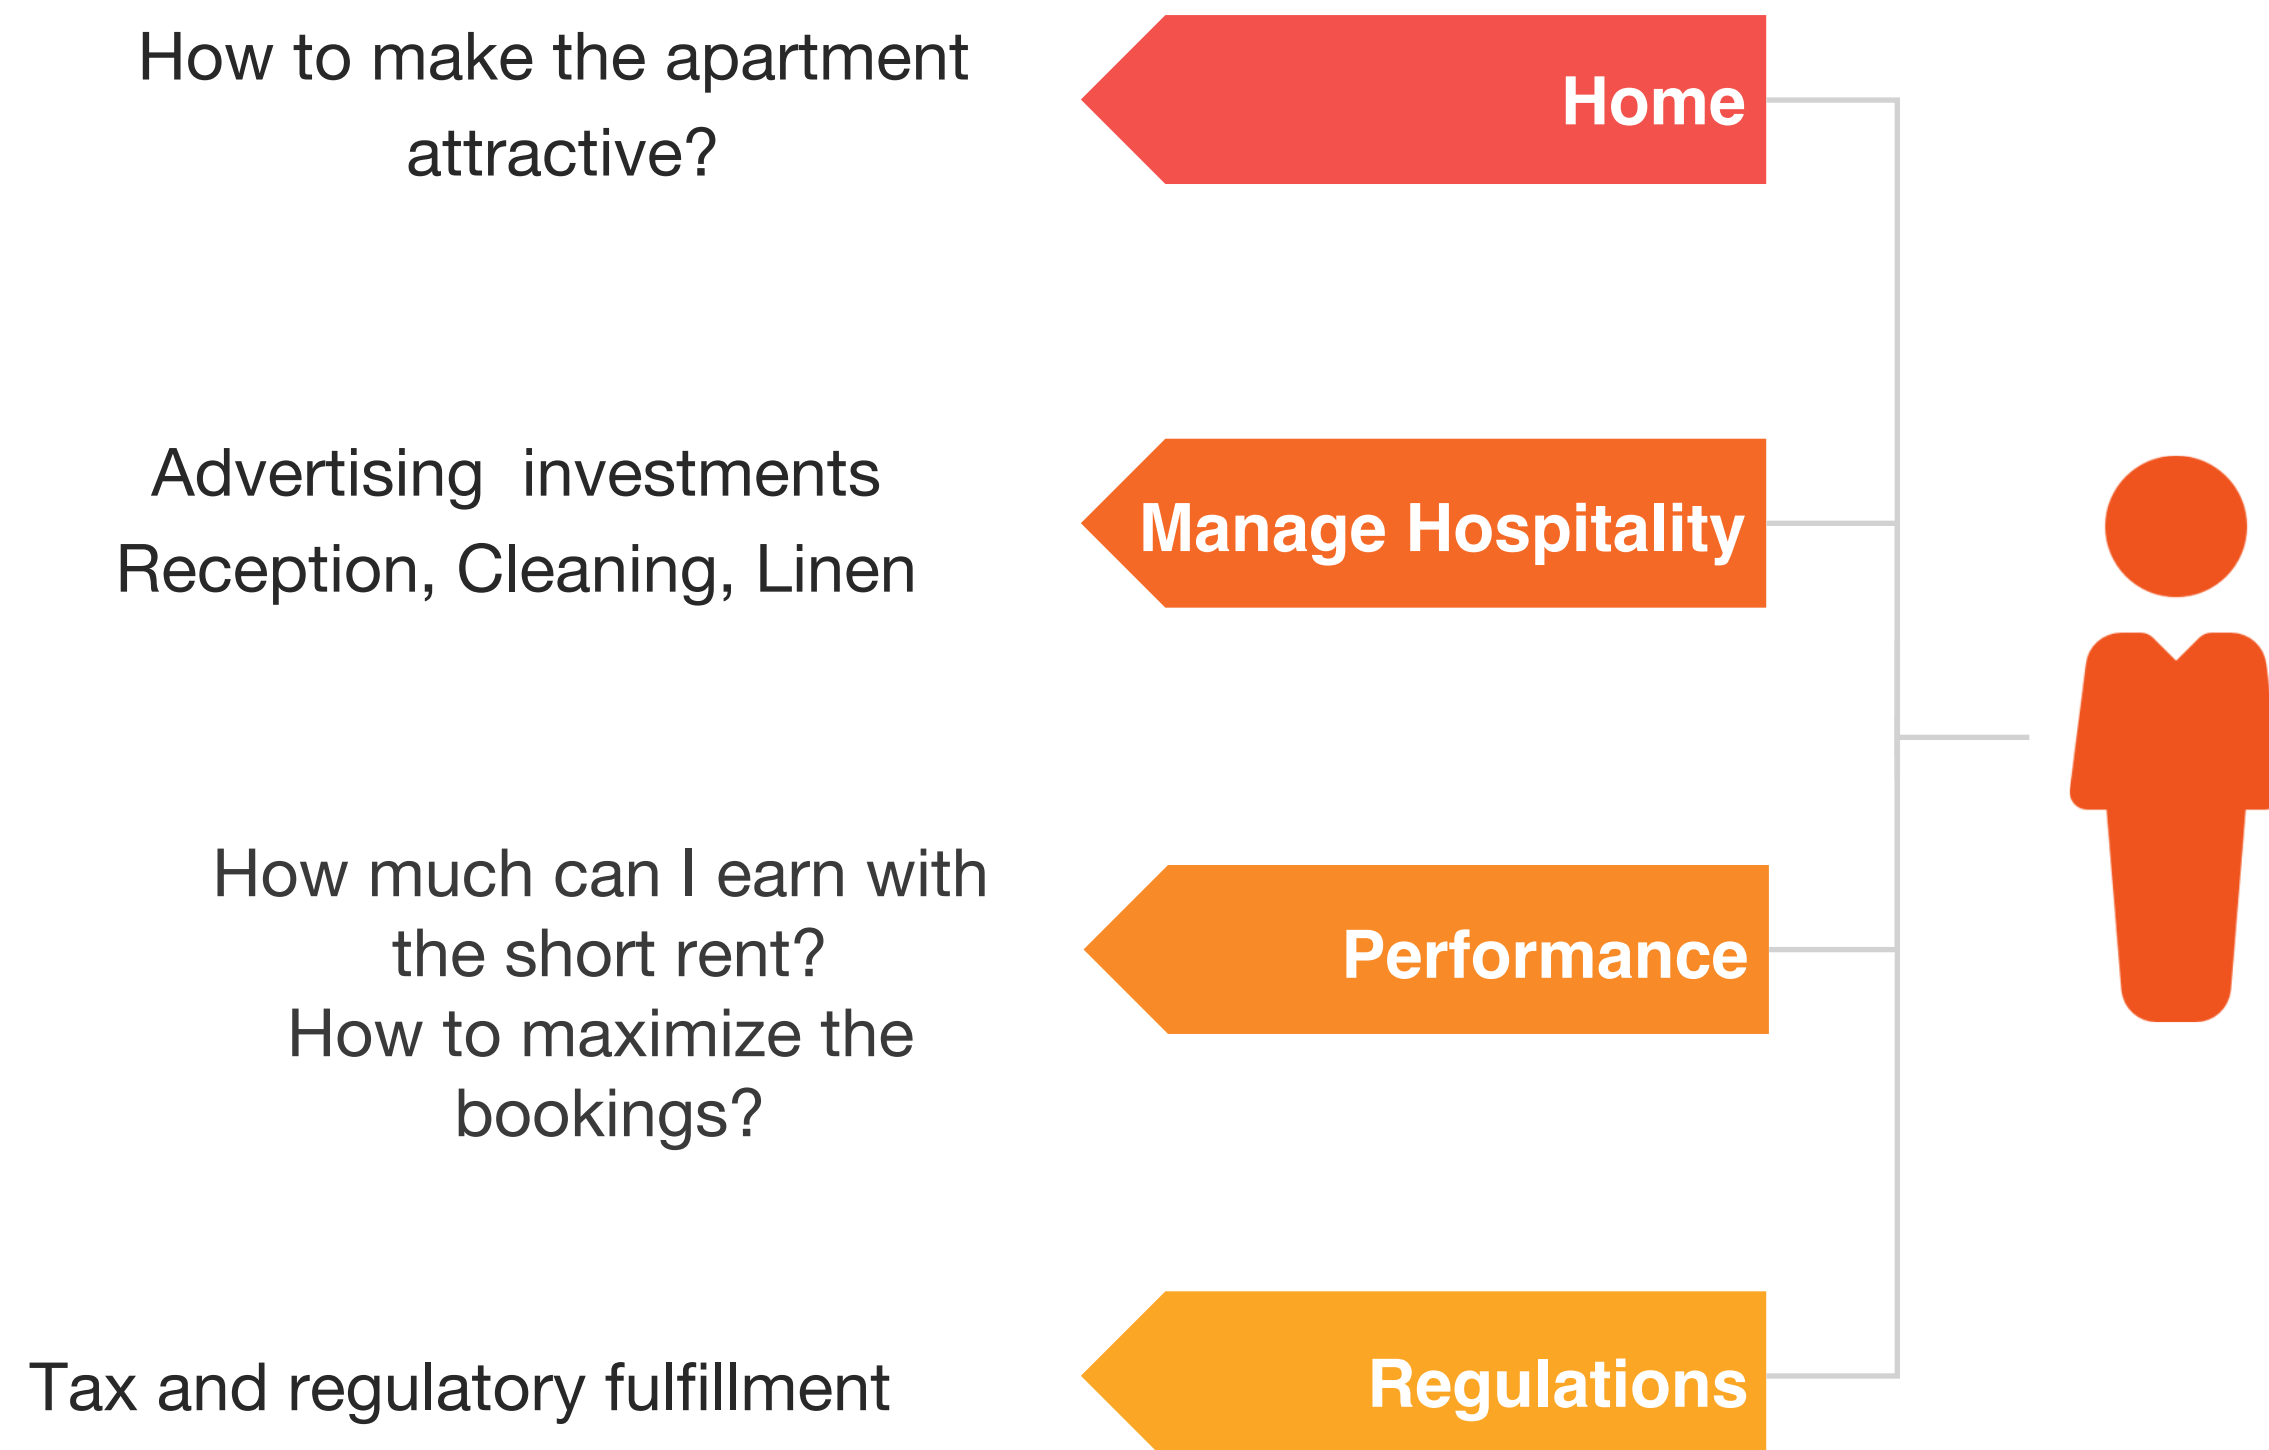 How to make the apartment
attractive?
Home
Advertising  investments
Reception, Cleaning, Linen
Manage Hospitality
How much can I earn with
the short rent?
How to maximize the
bookings?
Performance
Tax and regulatory fulfillment
Regulations